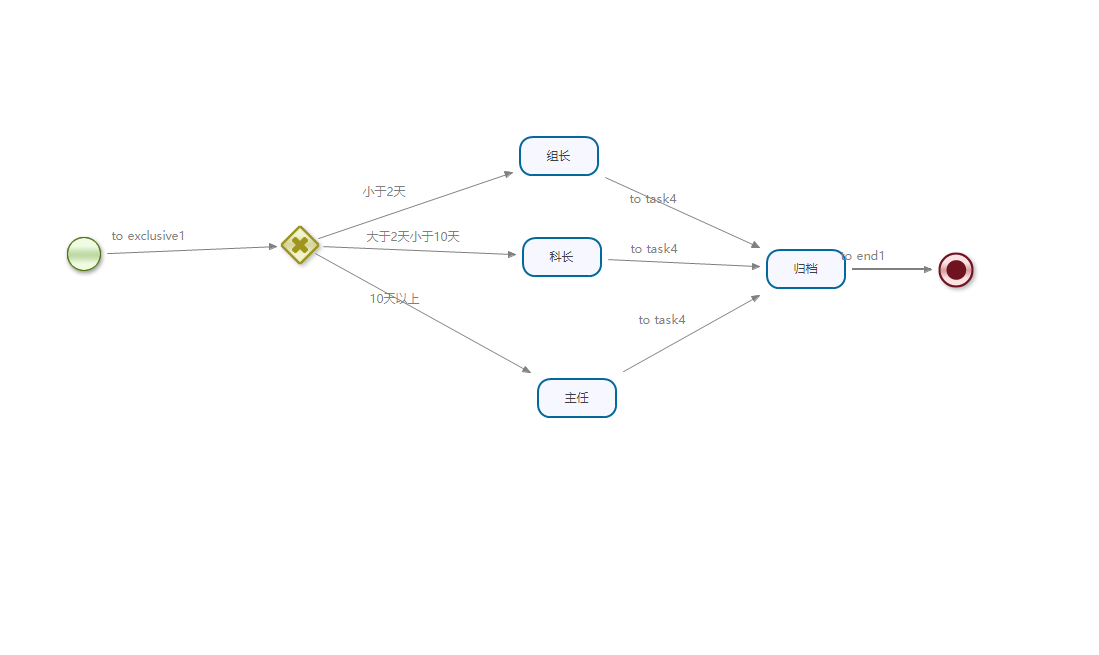 组长
小于2天
to task4
to exclusive1
大于2天小于10天
to task4
科长
to end1
归档
10天以上
to task4
主任